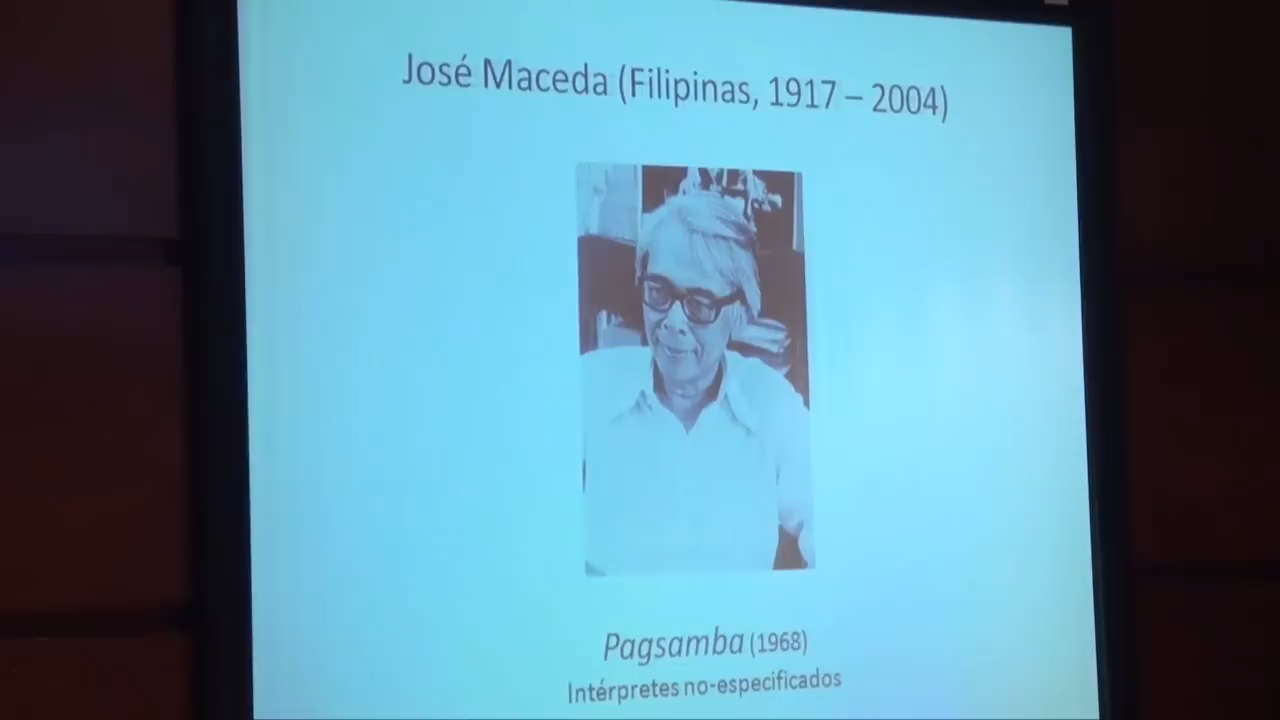 José Maceda (Filipinas, 1917 – 2004)
Pagsamba (1968)
Intérpretes no-especificados